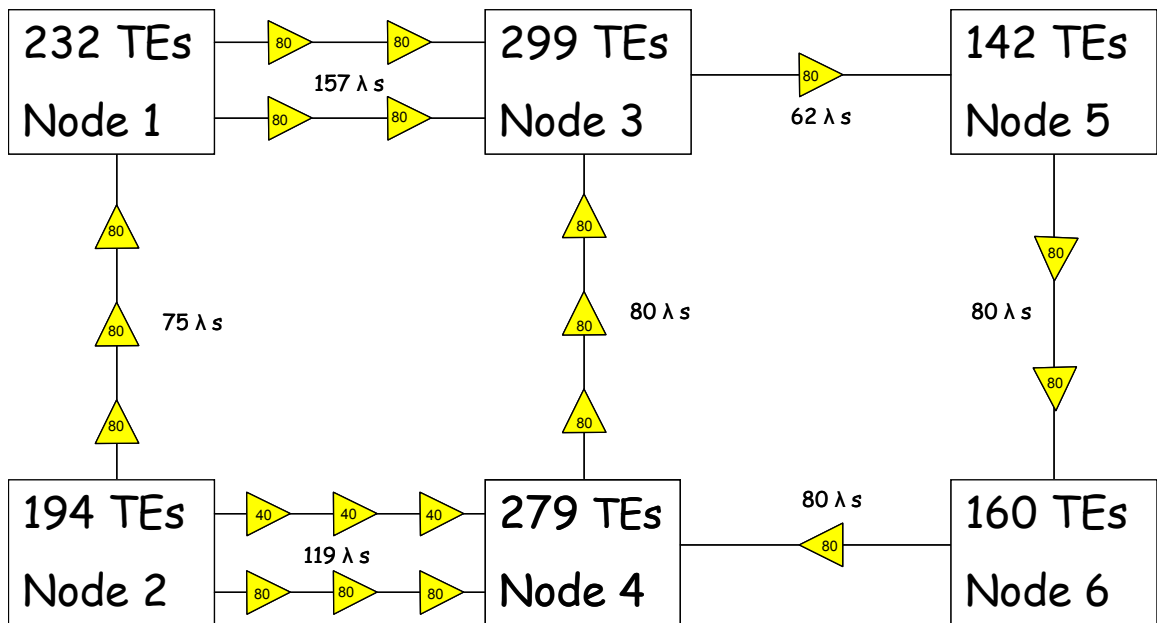 232 TEs
Node 1
80
80
157 λ s
80
80
299 TEs
Node 3
80
62 λ s
142 TEs
Node 5
80
80
80
75 λ s
80
80
80
80 λ s
80
80
80 λ s
194 TEs
Node 2
40
40
40
119 λ s
80
80
80
279 TEs
Node 4
80 λ s
80
160 TEs
Node 6